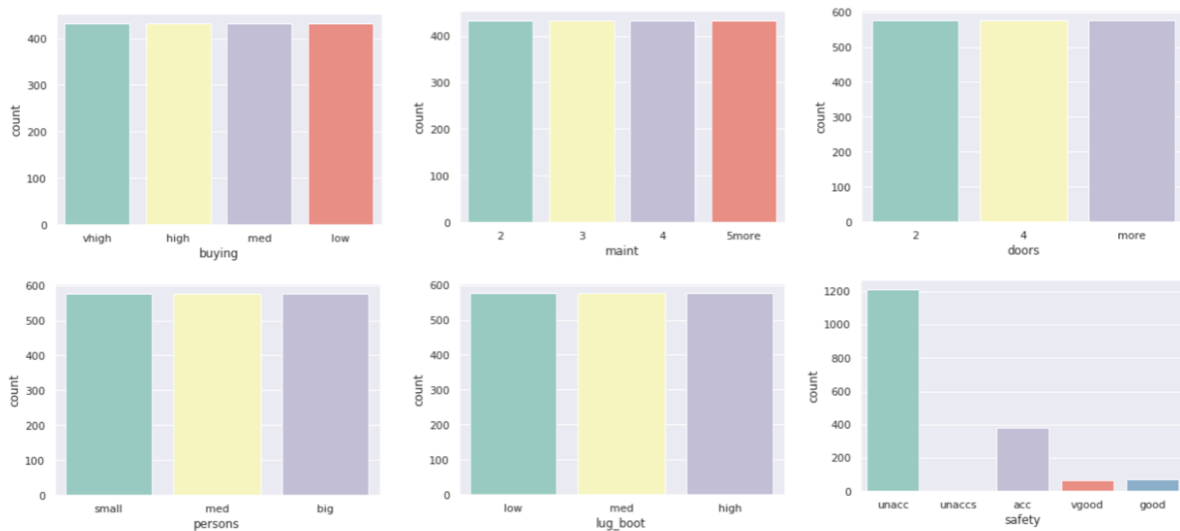 400
300
200
100
0
count
vhigh high med low
buying
400
300
200
100
0
count
2 3 4 5more
maint
600
500
400
300
200
100
0
count
2 4 more
doors
600
500
400
300
200
100
0
count
small med big
persons
600
500
400
300
200
100
0
count
low med high
lug_boot
1200
1000
800
600
400
200
0
count
unacc unaccs acc vgood good
safety